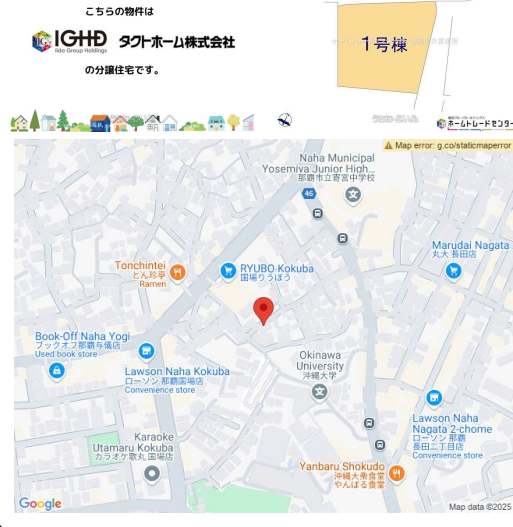 こちらの物件は
IGHD
Iida Group Holdings
タクトホーム株式会社
の分譲住宅です。
1号棟
ホームトレードセンター
Map error: g.co/staticmaperror
Naha Municipal
Yosemiya Junior High...
那覇市立寄宮中学校
46
Marudai Nagata
丸大 長田店
Tonchintei
とん珍亭
Ramen
RYUBO Kokuba
国場りうぼう
Book-Off Naha Yogi
ブックオフ那覇与儀店
Used book store
Lawson Naha Kokuba
ローソン 那覇国場店
Convenience store
Okinawa
University
沖縄大学
Lawson Naha
Nagata 2-chome
ローソン 那覇
長田二丁目店
Convenience store
Karaoke
Utamaru Kokuba
カラオケ歌丸 国場店
Yanbaru Shokudo
沖縄大衆食堂
やんばる食堂
Google
Map data ©2025